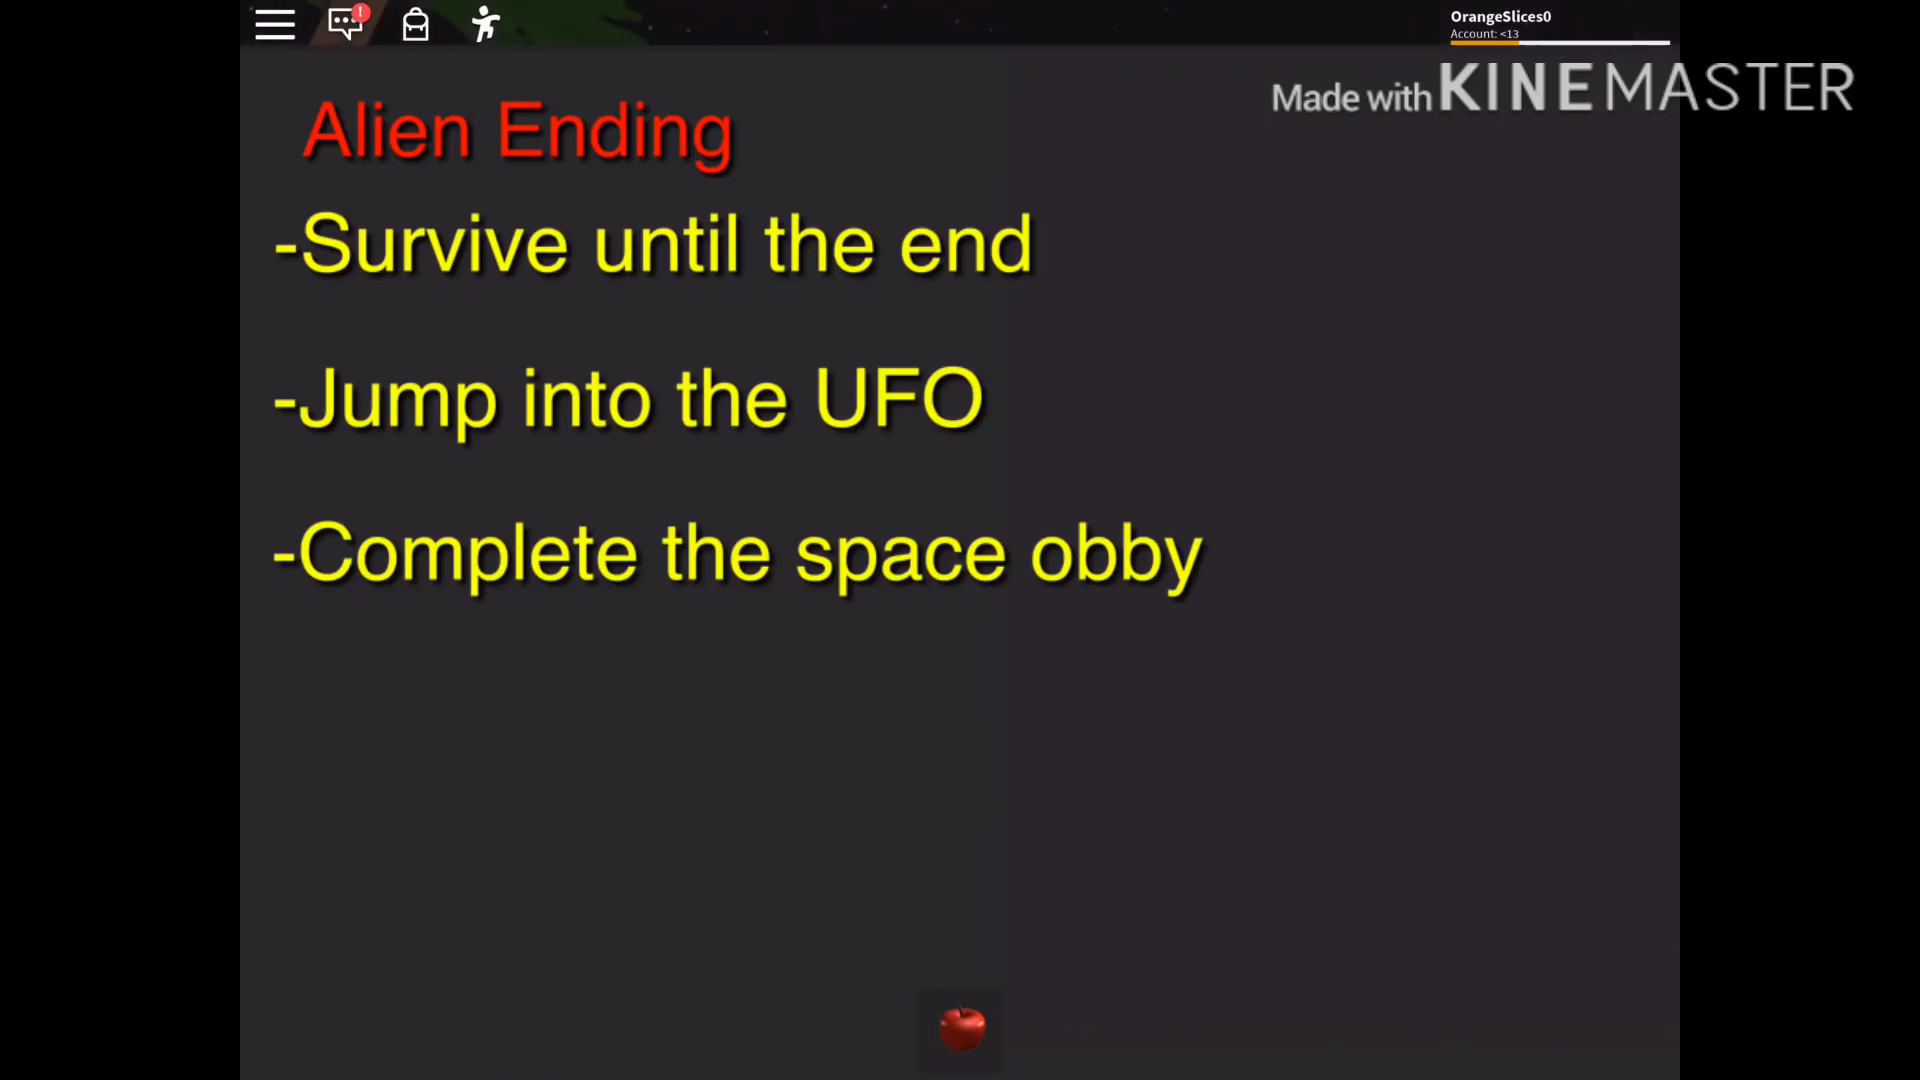 OrangeSlices0
Account: <13
Made with KINEMASTER
Alien Ending
-Survive until the end
-Jump into the UFO
-Complete the space obby